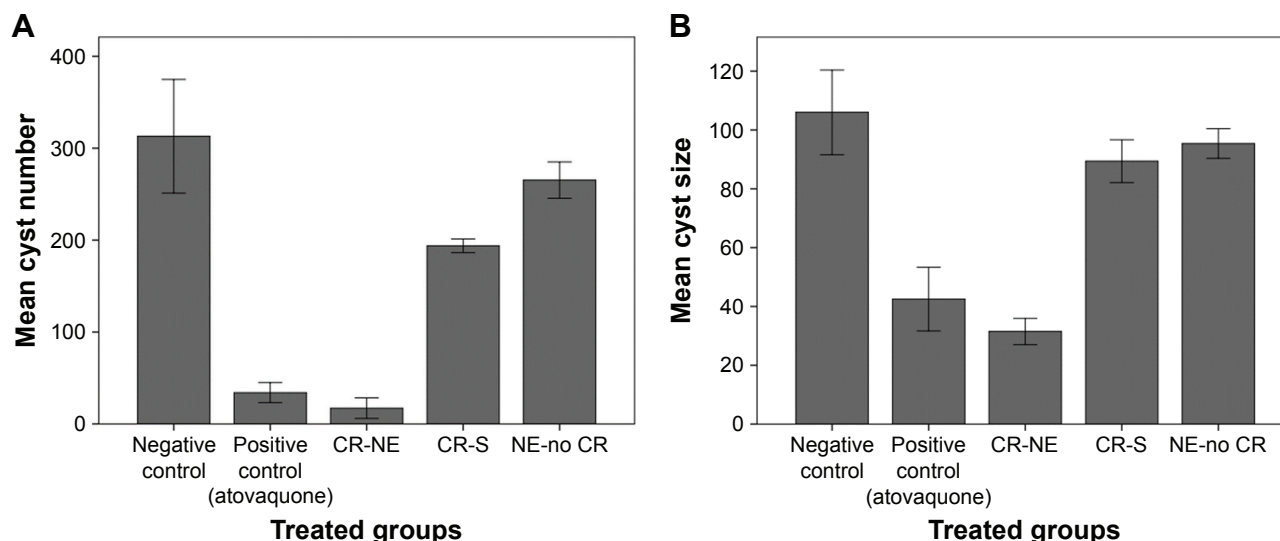 A
Mean cyst number
400
300
200
100
0
Negative
control
Positive
control
(atovaquone)
CR-NE
CR-S
NE-no CR
Treated groups
B
Mean cyst size
120
100
80
60
40
20
0
Negative
control
Positive
control
(atovaquone)
CR-NE
CR-S
NE-no CR
Treated groups